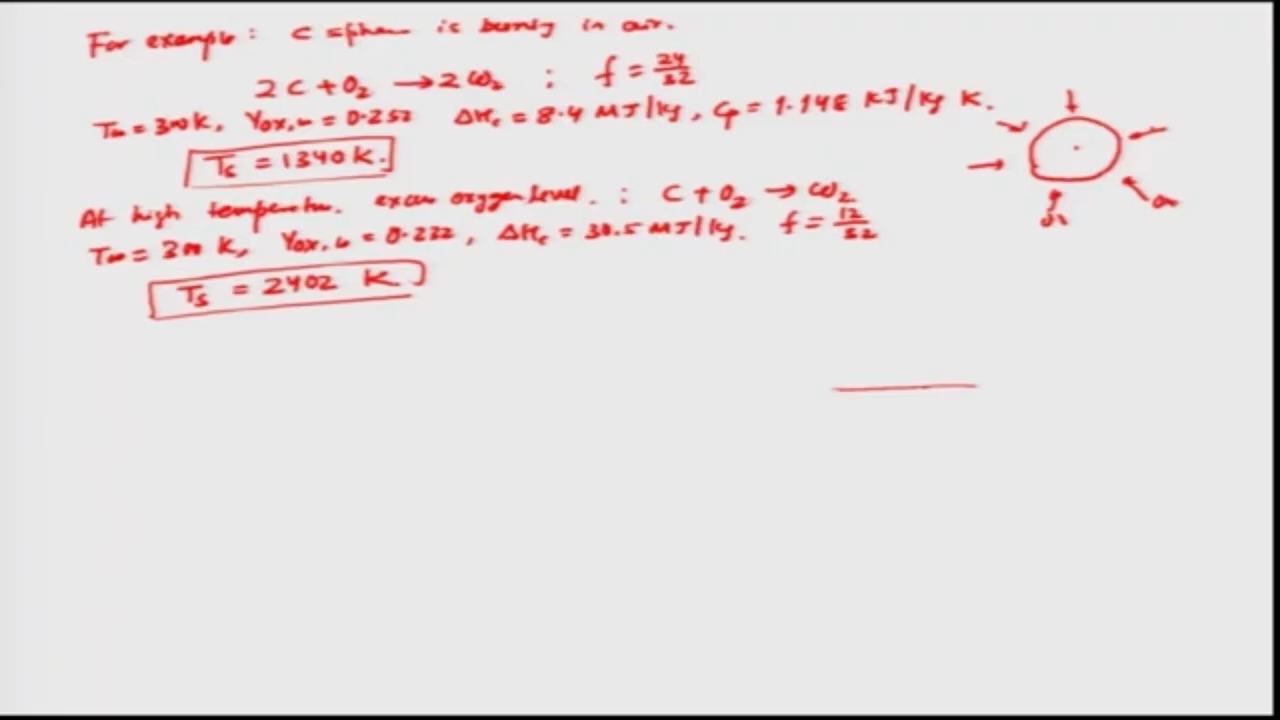 For example: C sphere is burning in air.
2C + O₂ → 2CO₂ ; f = 24/32
T∞ = 300 K, Yox,∞ = 0.232 ΔHc = 8.4 MJ/kg, Cp = 1.148 KJ/kg K.
Ts = 1340 K.
At high temperature. excess oxygen level. : C + O₂ → CO₂
T∞ = 300 K, Yox,∞ = 0.232, ΔHc = 30.5 MJ/kg. f = 12/32
Ts = 2402 K